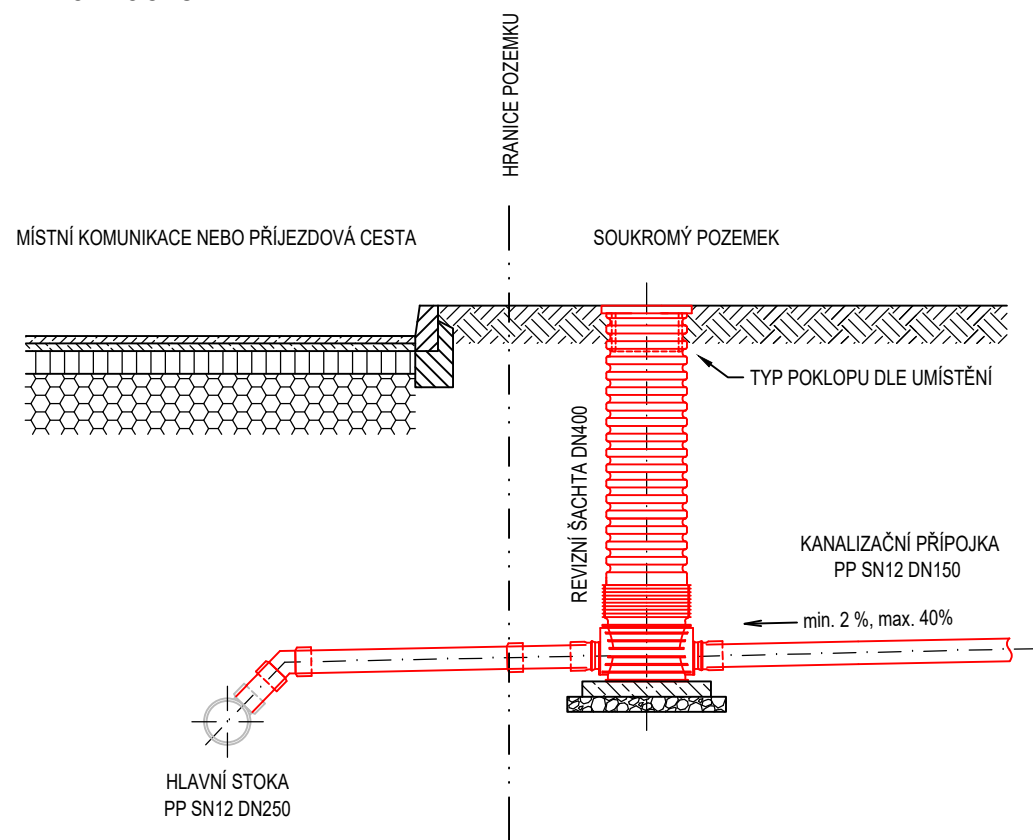 HRANICE POZEMKU
MÍSTNÍ KOMUNIKACE NEBO PŘÍJEZDOVÁ CESTA
SOUKROMÝ POZEMEK
TYP POKLOPU DLE UMÍSTĚNÍ
REVIZNÍ ŠACHTA DN400
KANALIZAČNÍ PŘÍPOJKA
PP SN12 DN150
min. 2 %, max. 40%
HLAVNÍ STOKA
PP SN12 DN250